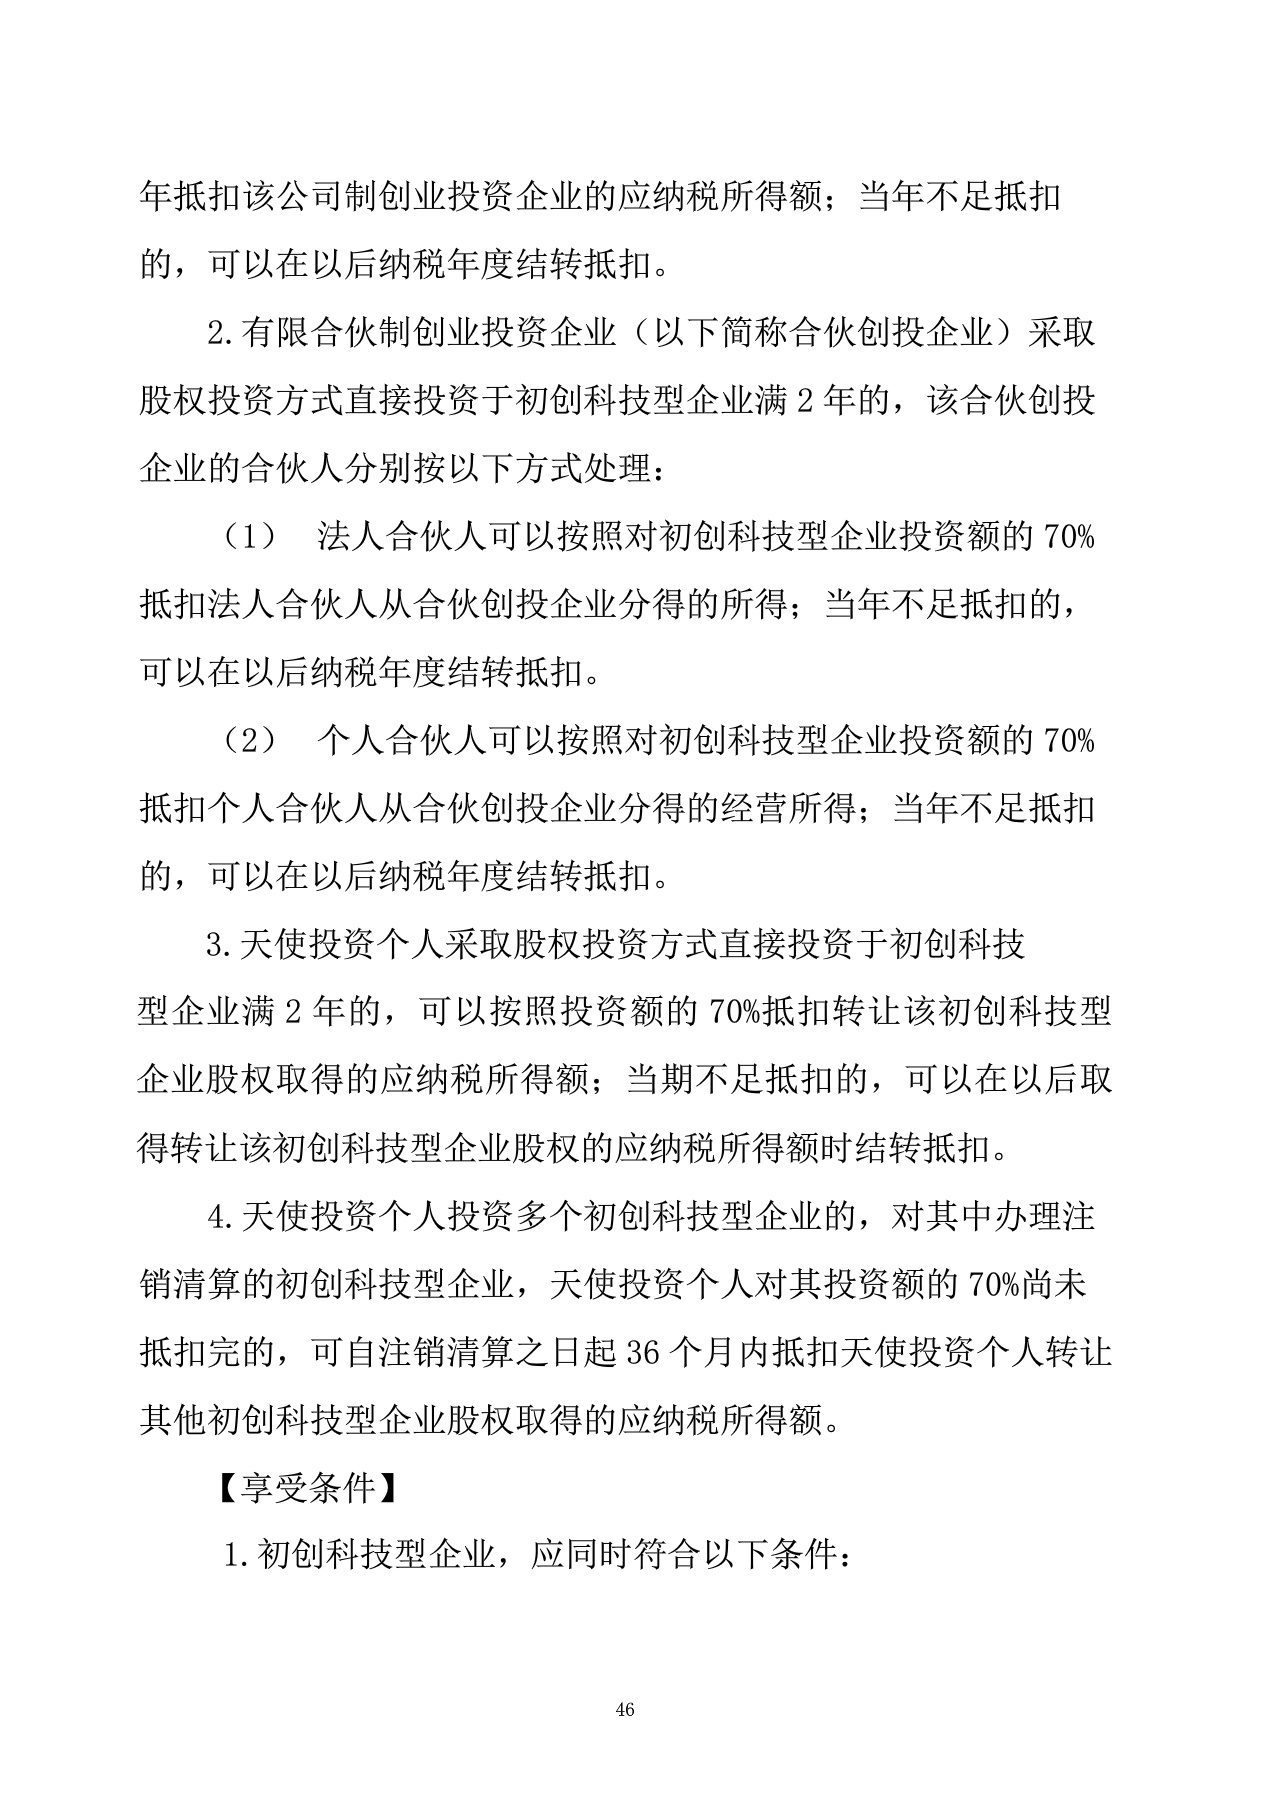 年抵扣该公司制创业投资企业的应纳税所得额；当年不足抵扣
的，可以在以后纳税年度结转抵扣。
2.有限合伙制创业投资企业（以下简称合伙创投企业）采取
股权投资方式直接投资于初创科技型企业满 2 年的，该合伙创投
企业的合伙人分别按以下方式处理：
（1） 法人合伙人可以按照对初创科技型企业投资额的 70%
抵扣法人合伙人从合伙创投企业分得的所得；当年不足抵扣的，
可以在以后纳税年度结转抵扣。
（2） 个人合伙人可以按照对初创科技型企业投资额的 70%
抵扣个人合伙人从合伙创投企业分得的经营所得；当年不足抵扣
的，可以在以后纳税年度结转抵扣。
3.天使投资个人采取股权投资方式直接投资于初创科技
型企业满 2 年的，可以按照投资额的 70%抵扣转让该初创科技型
企业股权取得的应纳税所得额；当期不足抵扣的，可以在以后取
得转让该初创科技型企业股权的应纳税所得额时结转抵扣。
4.天使投资个人投资多个初创科技型企业的，对其中办理注
销清算的初创科技型企业，天使投资个人对其投资额的 70%尚未
抵扣完的，可自注销清算之日起 36 个月内抵扣天使投资个人转让
其他初创科技型企业股权取得的应纳税所得额。
【享受条件】
1.初创科技型企业，应同时符合以下条件：
46